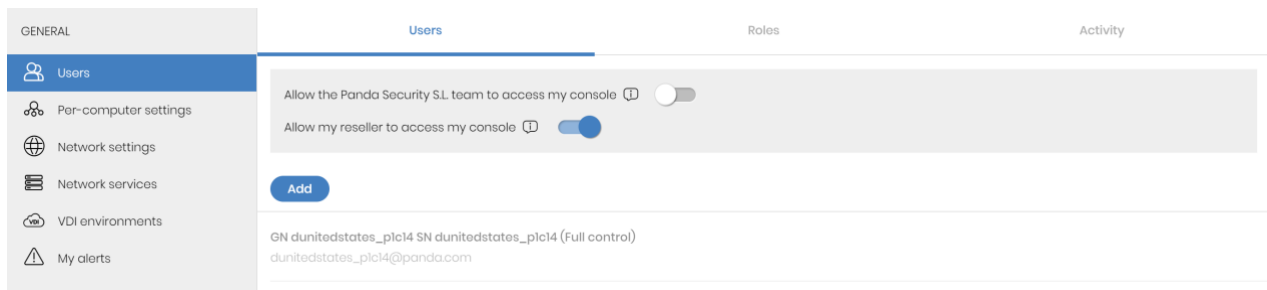 GENERAL
Users
Per-computer settings
Network settings
Network services
VDI
VDI environments
My alerts
Users
Roles
Activity
Allow the Panda Security S.L. team to access my console
Allow my reseller to access my console
Add
GN dunitedstates_p1c14 SN dunitedstates_p1c14 (Full control)
dunitedstates_p1c14@panda.com